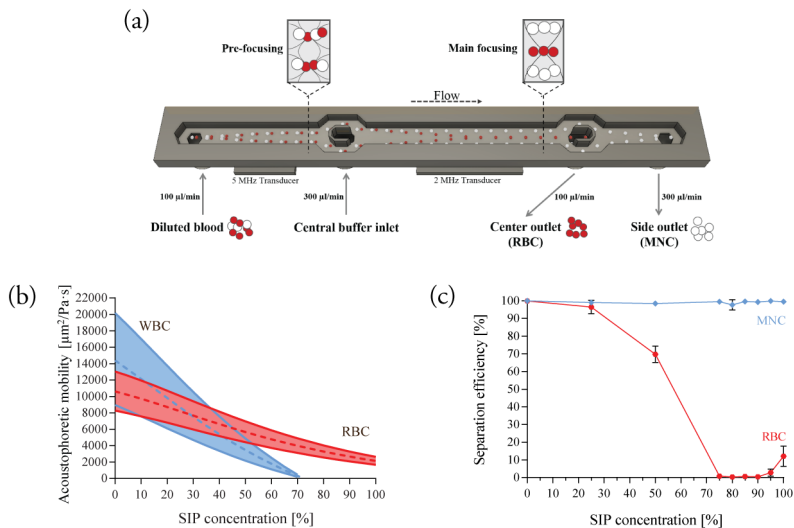 (a)
Pre-focusing
Main focusing
Flow
5 MHz Transducer
2 MHz Transducer
100 µl/min
300 µl/min
100 µl/min
300 µl/min
Diluted blood
Central buffer inlet
Center outlet
(RBC)
Side outlet
(MNC)
(b)
Acoustophoretic mobility [µm²/Pa·s]
22000
20000
18000
16000
14000
12000
10000
8000
6000
4000
2000
0
WBC
RBC
0 10 20 30 40 50 60 70 80 90 100
SIP concentration [%]
(c)
Separation efficiency [%]
100
90
80
70
60
50
40
30
20
10
0
MNC
RBC
0 10 20 30 40 50 60 70 80 90 100
SIP concentration [%]